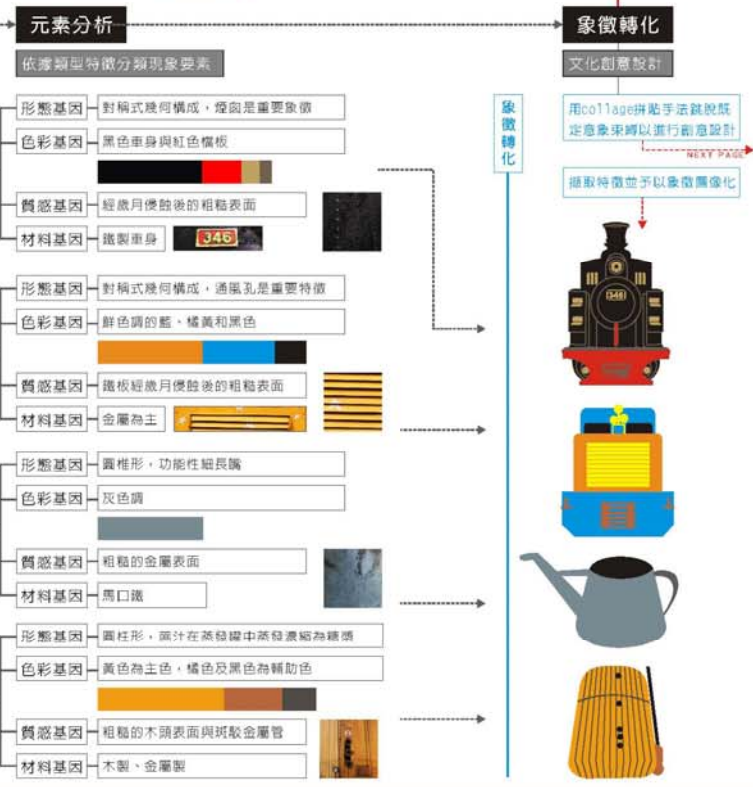 元素分析
象徵轉化
依據類型特徵分類現象要素
文化創意設計
形態基因
對稱式幾何構成，煙囪是重要象徵
色彩基因
黑色車身與紅色檔板
質感基因
經歲月侵蝕後的粗糙表面
材料基因
鐵製車身
346
形態基因
對稱式幾何構成，通風孔是重要特徵
色彩基因
鮮色調的藍、橘黃和黑色
質感基因
鐵板經歲月侵蝕後的粗糙表面
材料基因
金屬為主
形態基因
圓椎形，功能性細長嘴
色彩基因
灰色調
質感基因
粗糙的金屬表面
材料基因
馬口鐵
形態基因
圓柱形，蔗汁在蒸發罐中蒸發濃縮為糖頭
色彩基因
黃色為主色，橘色及黑色為輔助色
質感基因
粗糙的木頭表面與斑駁金屬管
材料基因
木製、金屬製
象徵轉化
用collage拼貼手法跳脫既
定意象束縛以進行創意設計
NEXT PAGE
擷取特徵並予以象徵圖像化
346